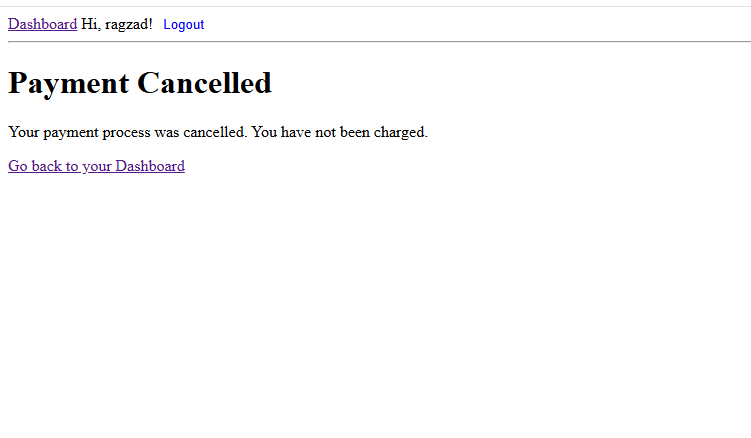 Dashboard Hi, ragzad! Logout
Payment Cancelled
Your payment process was cancelled. You have not been charged.
Go back to your Dashboard